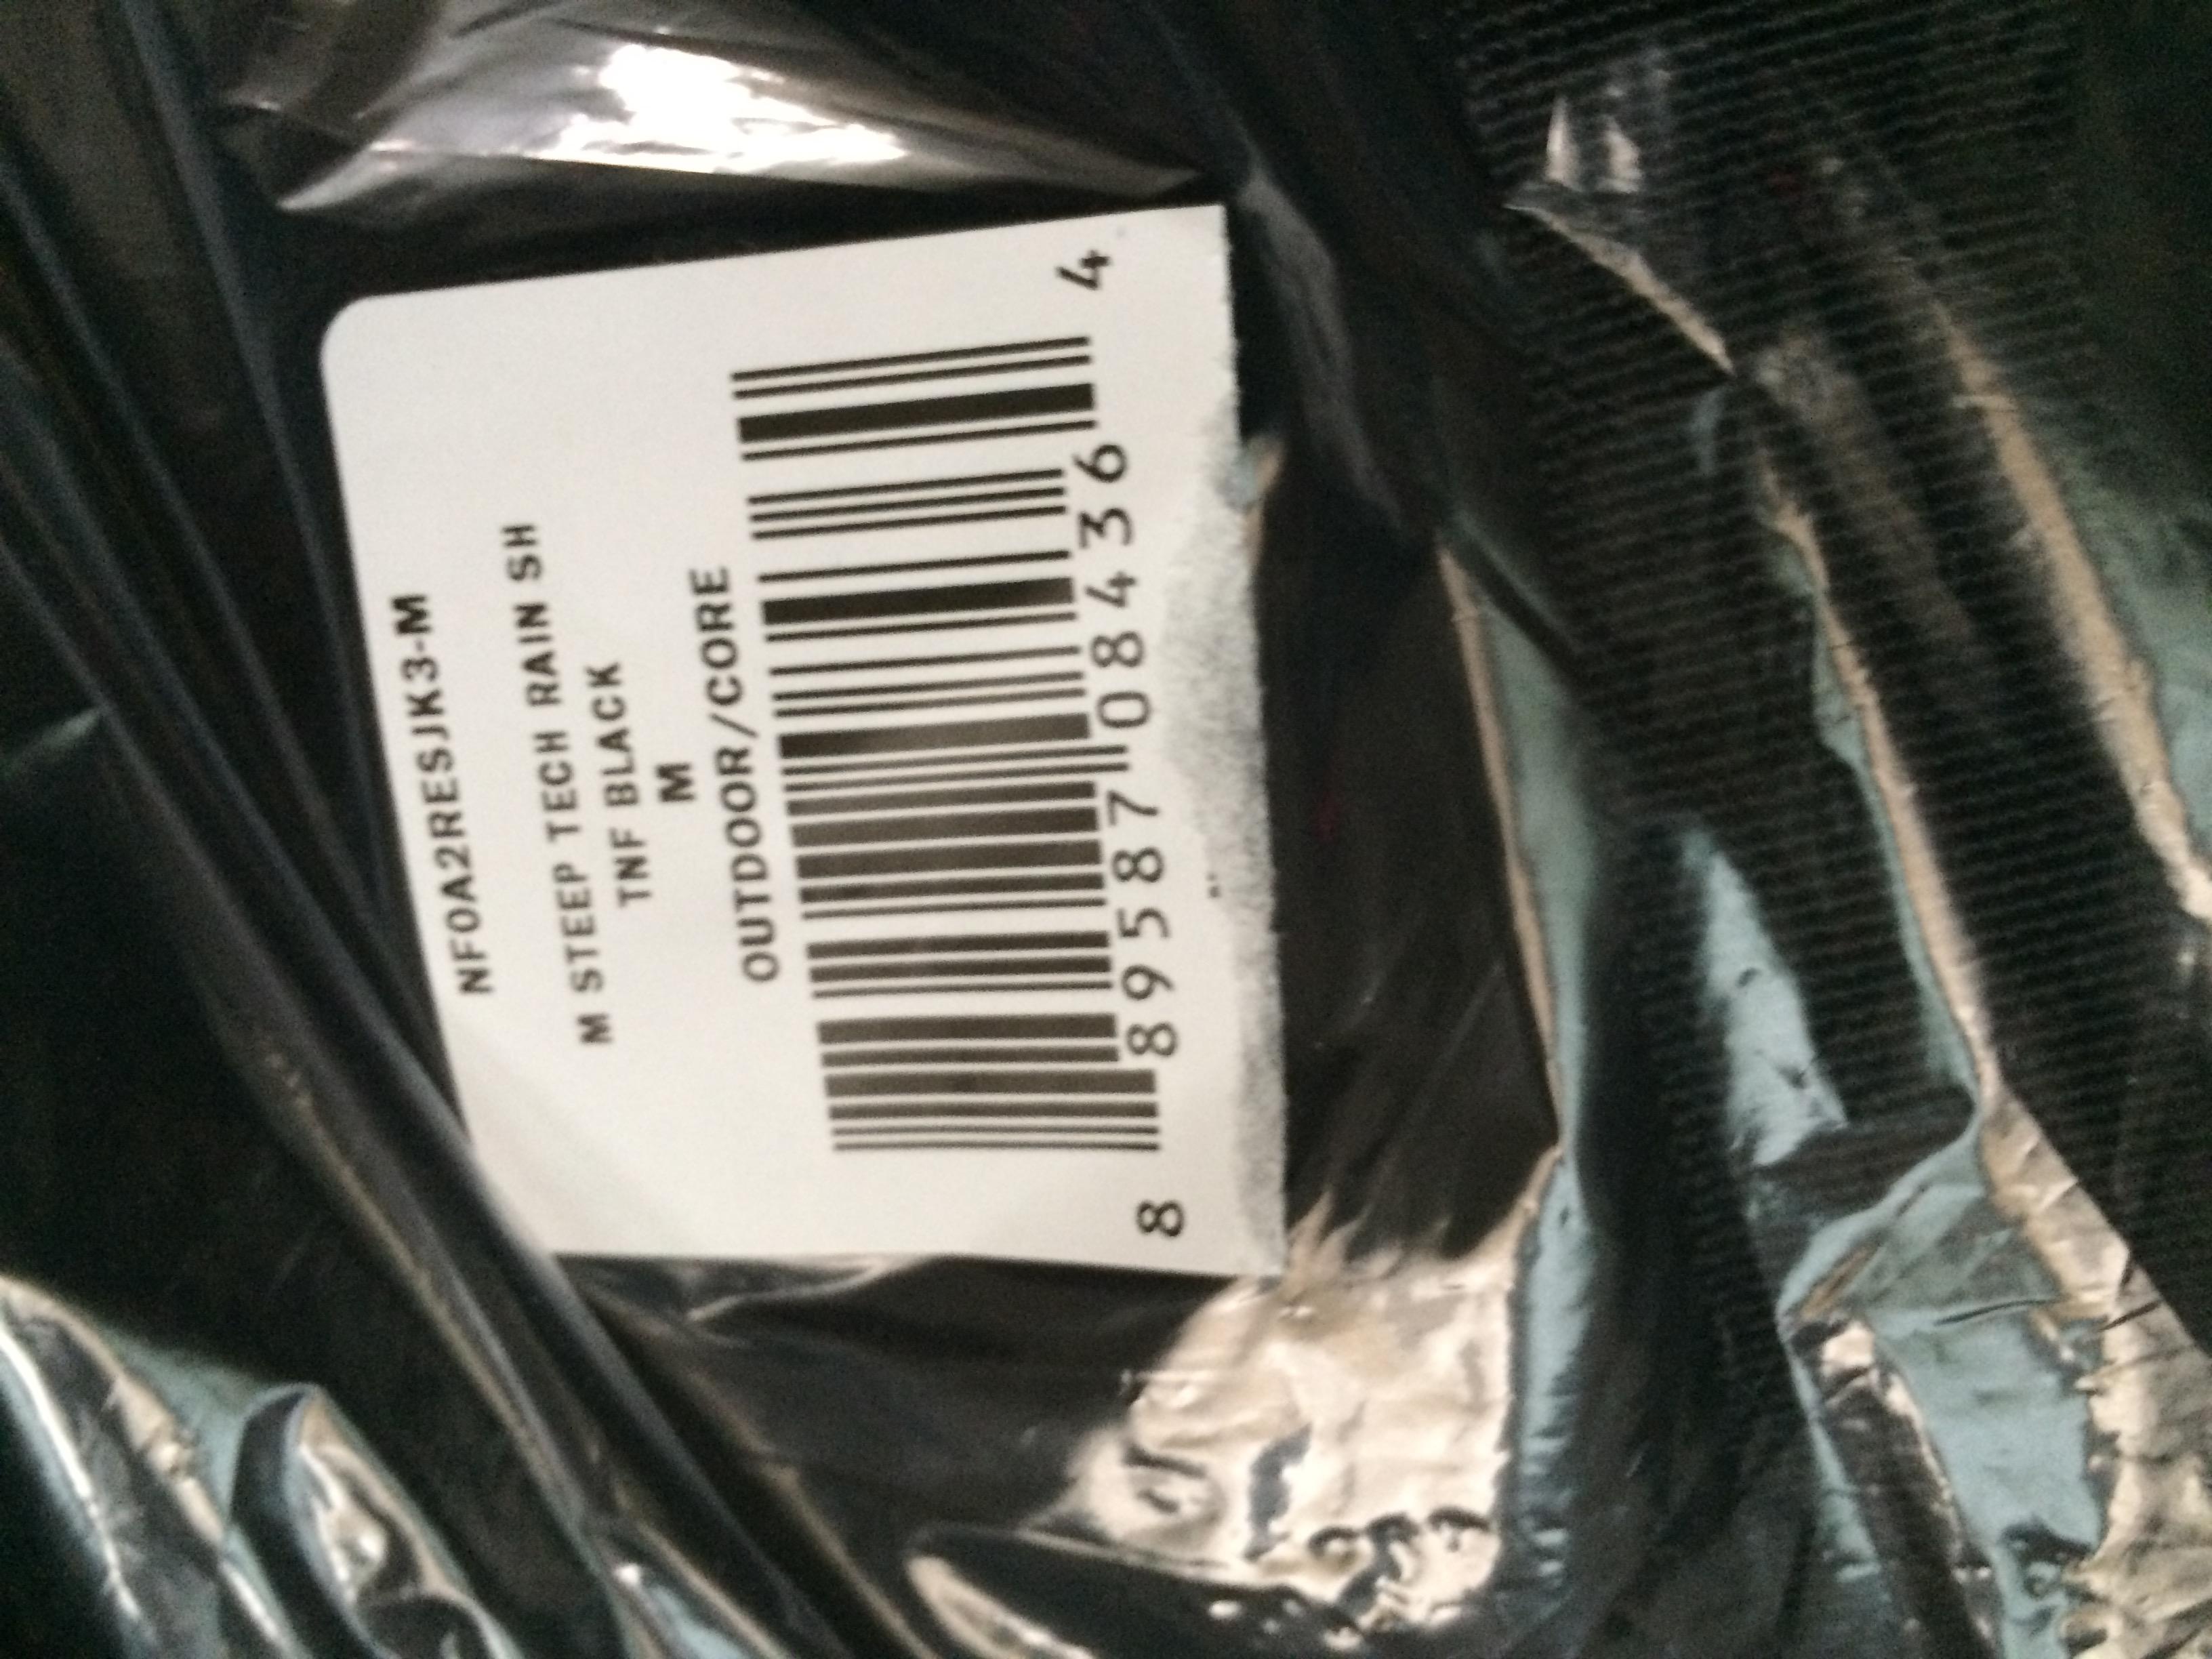 NF0A2RESJK3-M
M STEEP TECH RAIN SH
TNF BLACK
M
OUTDOOR/CORE
8 89587 08436 4